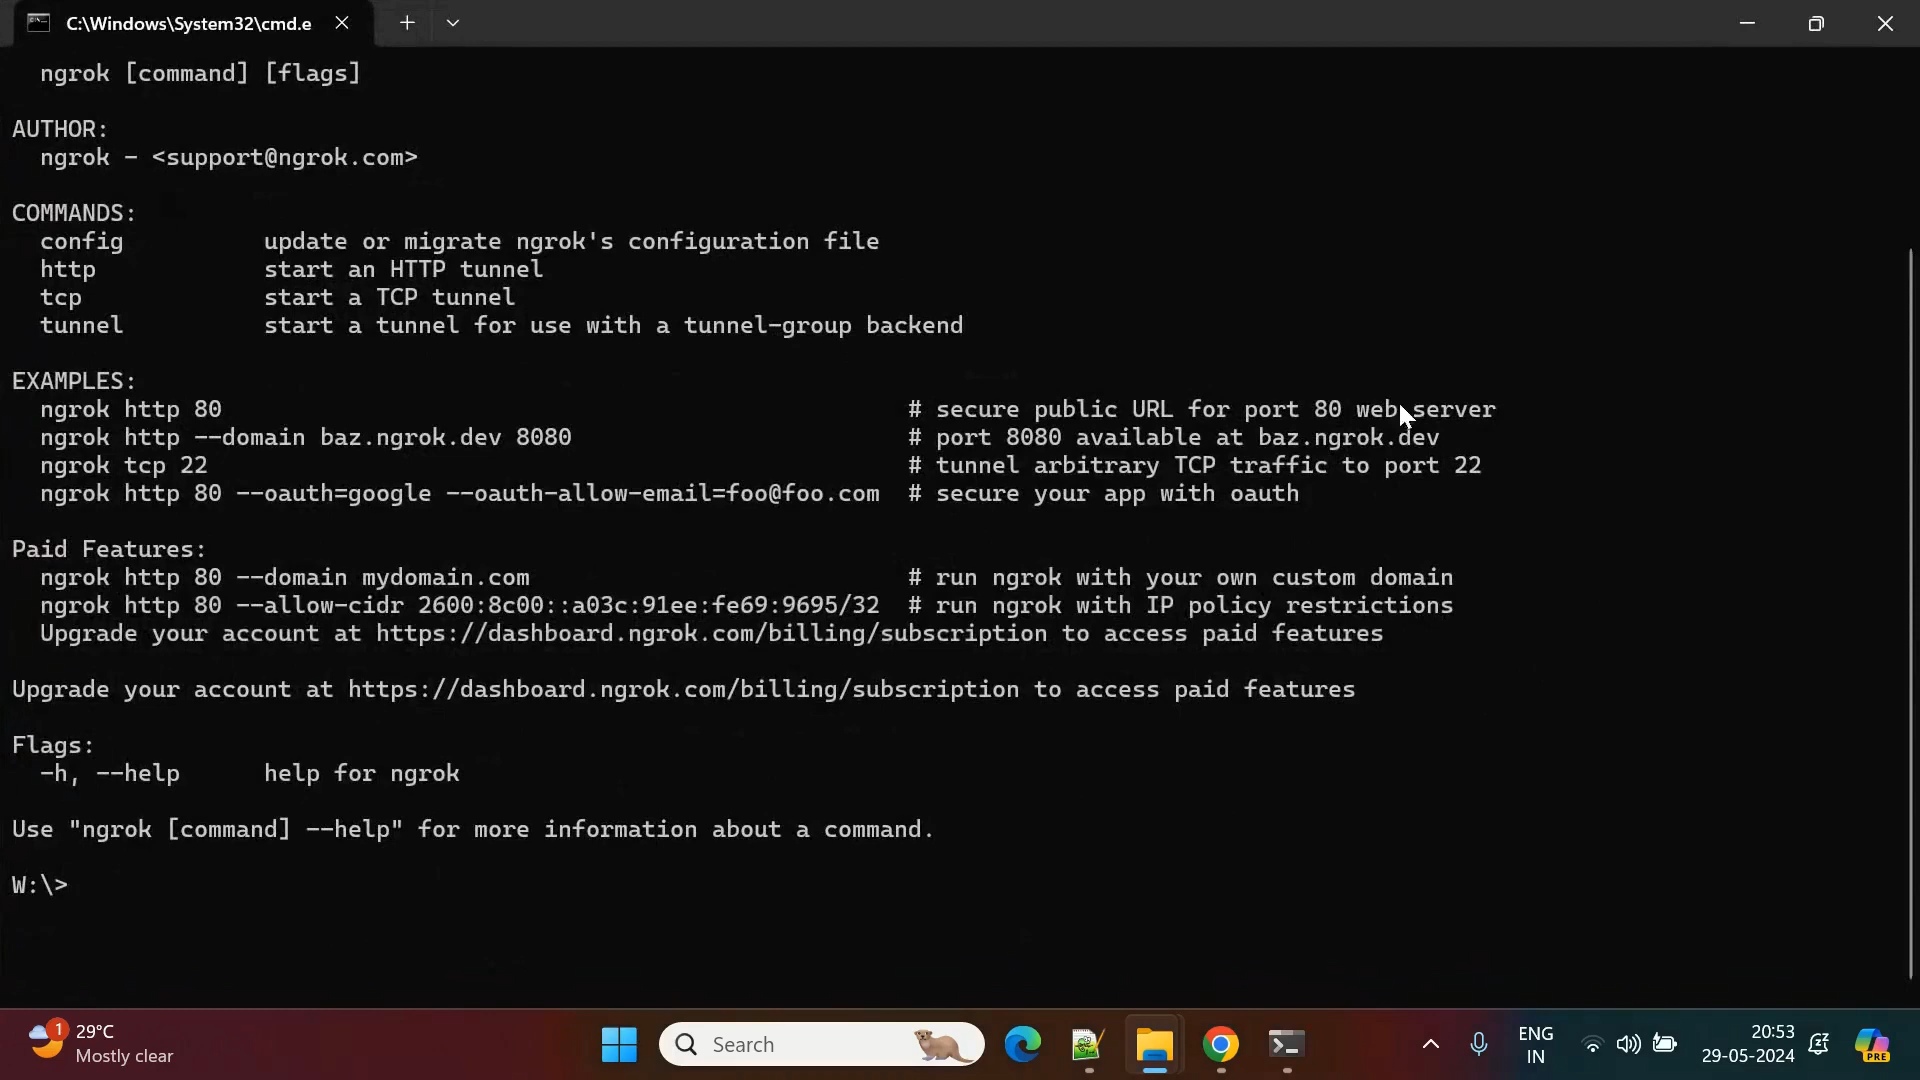 C:\Windows\System32\cmd.e
ngrok [command] [flags]
AUTHOR:
ngrok - <support@ngrok.com>
COMMANDS:
config update or migrate ngrok's configuration file
http start an HTTP tunnel
tcp start a TCP tunnel
tunnel start a tunnel for use with a tunnel-group backend
EXAMPLES:
ngrok http 80 # secure public URL for port 80 web server
ngrok http --domain baz.ngrok.dev 8080 # port 8080 available at baz.ngrok.dev
ngrok tcp 22 # tunnel arbitrary TCP traffic to port 22
ngrok http 80 --oauth=google --oauth-allow-email=foo@foo.com # secure your app with oauth
Paid Features:
ngrok http 80 --domain mydomain.com # run ngrok with your own custom domain
ngrok http 80 --allow-cidr 2600:8c00::a03c:91ee:fe69:9695/32 # run ngrok with IP policy restrictions
Upgrade your account at https://dashboard.ngrok.com/billing/subscription to access paid features
Upgrade your account at https://dashboard.ngrok.com/billing/subscription to access paid features
Flags:
-h, --help help for ngrok
Use "ngrok [command] --help" for more information about a command.
W:\>
1 29°C
Mostly clear
Search
ENG
IN
20:53
29-05-2024
PRE